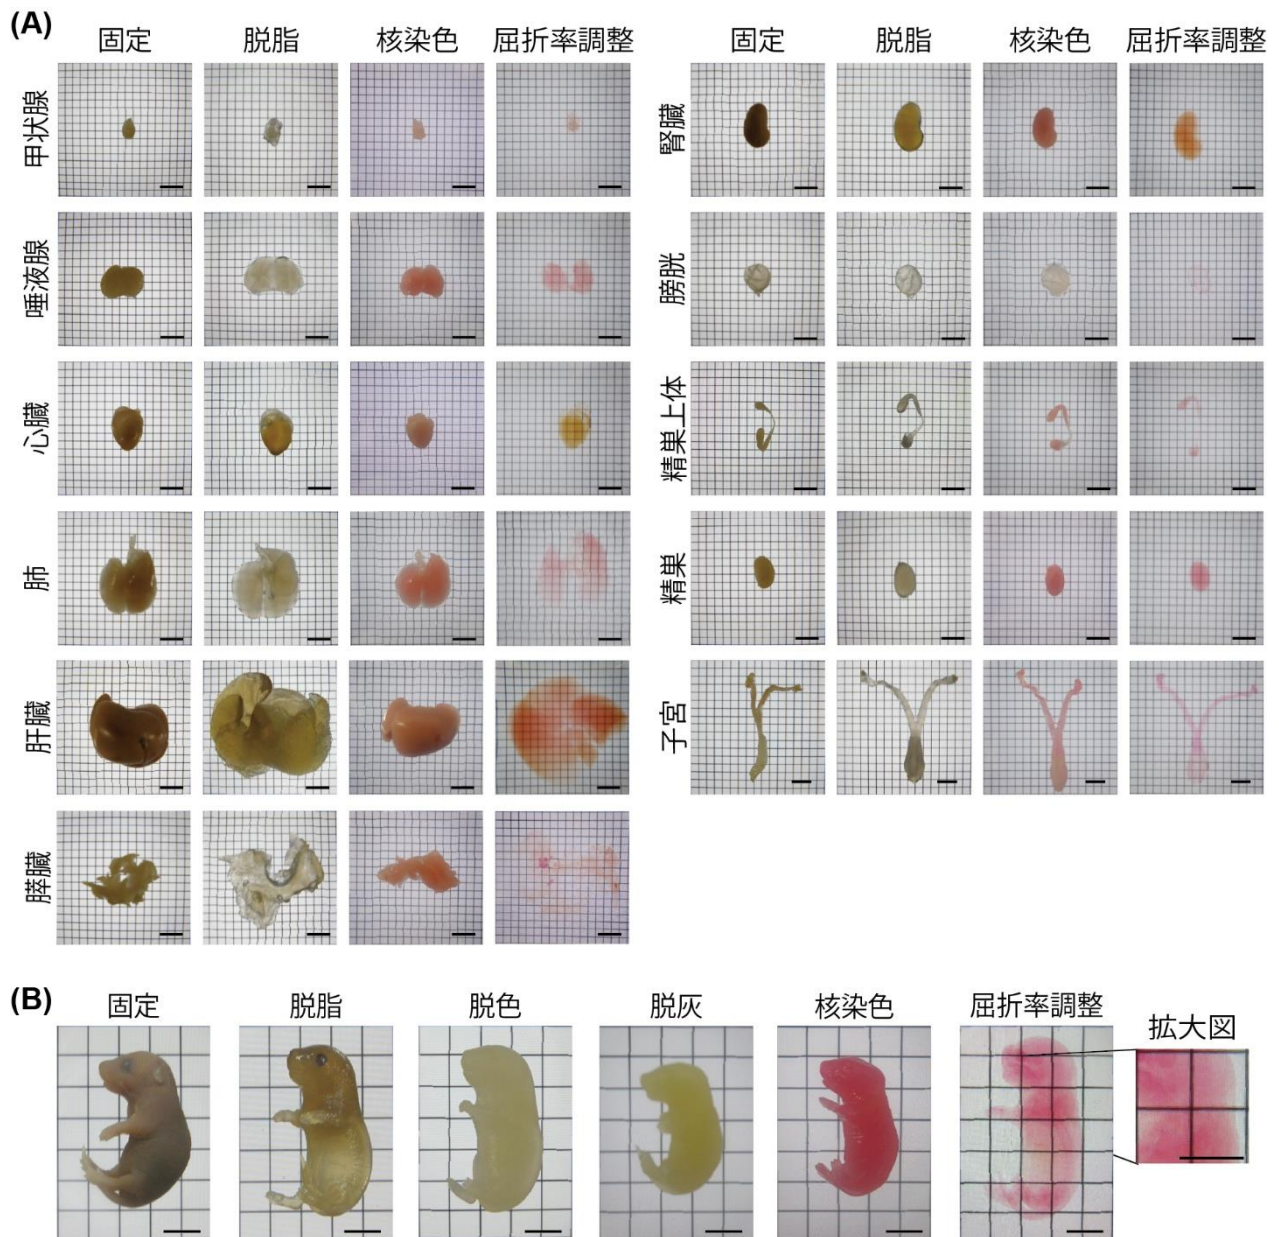 (A)
固定 脱脂 核染色 屈折率調整 固定 脱脂 核染色 屈折率調整
甲状腺 腎臓
唾液腺 膀胱
心臓 精巣上体
肺 精巣
肝臓 子宮
膵臓
(B)
固定 脱脂 脱色 脱灰 核染色 屈折率調整 拡大図